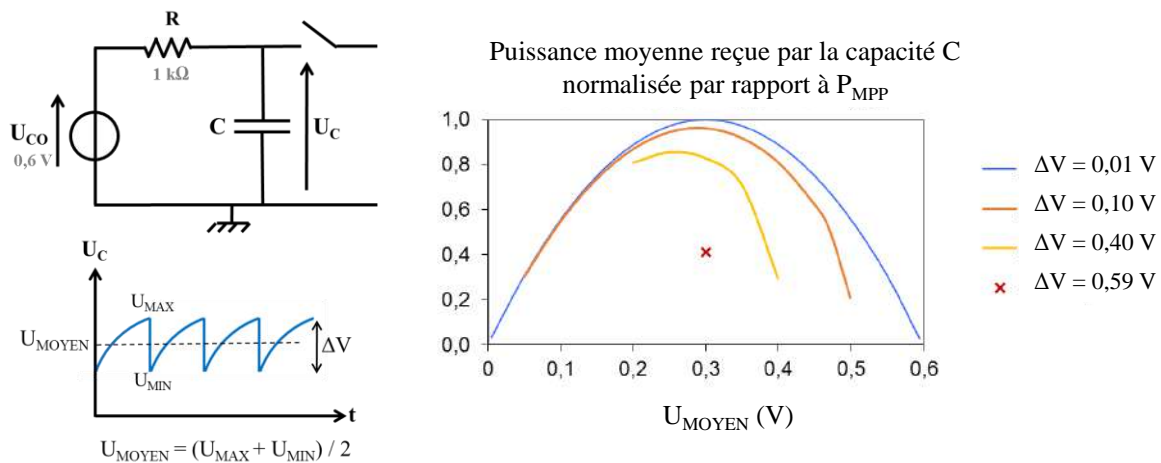 R
1 kΩ
U_CO
0,6 V
C
U_C
U_C
U_MAX
U_MOYEN
U_MIN
ΔV
t
U_MOYEN = (U_MAX + U_MIN) / 2
Puissance moyenne reçue par la capacité C
normalisée par rapport à P_MPP
1,0
0,8
0,6
0,4
0,2
0,0
0
0,1
0,2
0,3
0,4
0,5
0,6
U_MOYEN (V)
ΔV = 0,01 V
ΔV = 0,10 V
ΔV = 0,40 V
ΔV = 0,59 V